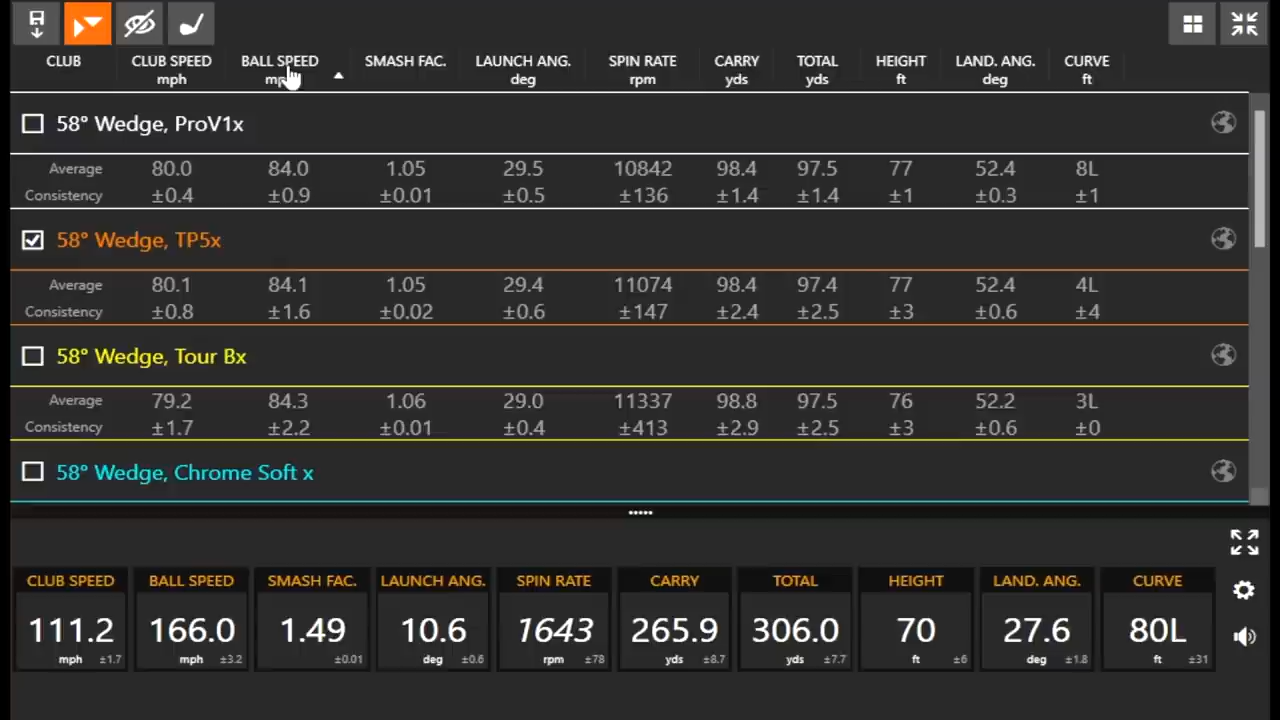 CLUB CLUB SPEED BALL SPEED SMASH FAC. LAUNCH ANG. SPIN RATE CARRY TOTAL HEIGHT LAND. ANG. CURVE
mph deg rpm yds yds ft deg ft
58° Wedge, ProV1x
Average 80.0 84.0 1.05 29.5 10842 98.4 97.5 77 52.4 8L
Consistency ±0.4 ±0.9 ±0.01 ±0.5 ±136 ±1.4 ±1.4 ±1 ±0.3 ±1
58° Wedge, TP5x
Average 80.1 84.1 1.05 29.4 11074 98.4 97.4 77 52.4 4L
Consistency ±0.8 ±1.6 ±0.02 ±0.6 ±147 ±2.4 ±2.5 ±3 ±0.6 ±4
58° Wedge, Tour Bx
Average 79.2 84.3 1.06 29.0 11337 98.8 97.5 76 52.2 3L
Consistency ±1.7 ±2.2 ±0.01 ±0.4 ±413 ±2.9 ±2.5 ±3 ±0.6 ±0
58° Wedge, Chrome Soft x
CLUB SPEED BALL SPEED SMASH FAC. LAUNCH ANG. SPIN RATE CARRY TOTAL HEIGHT LAND. ANG. CURVE
111.2 166.0 1.49 10.6 1643 265.9 306.0 70 27.6 80L
mph ±1.7 mph ±3.2 ±0.01 deg ±0.6 rpm ±78 yds ±8.7 yds ±7.7 ft ±6 deg ±1.8 ft ±31